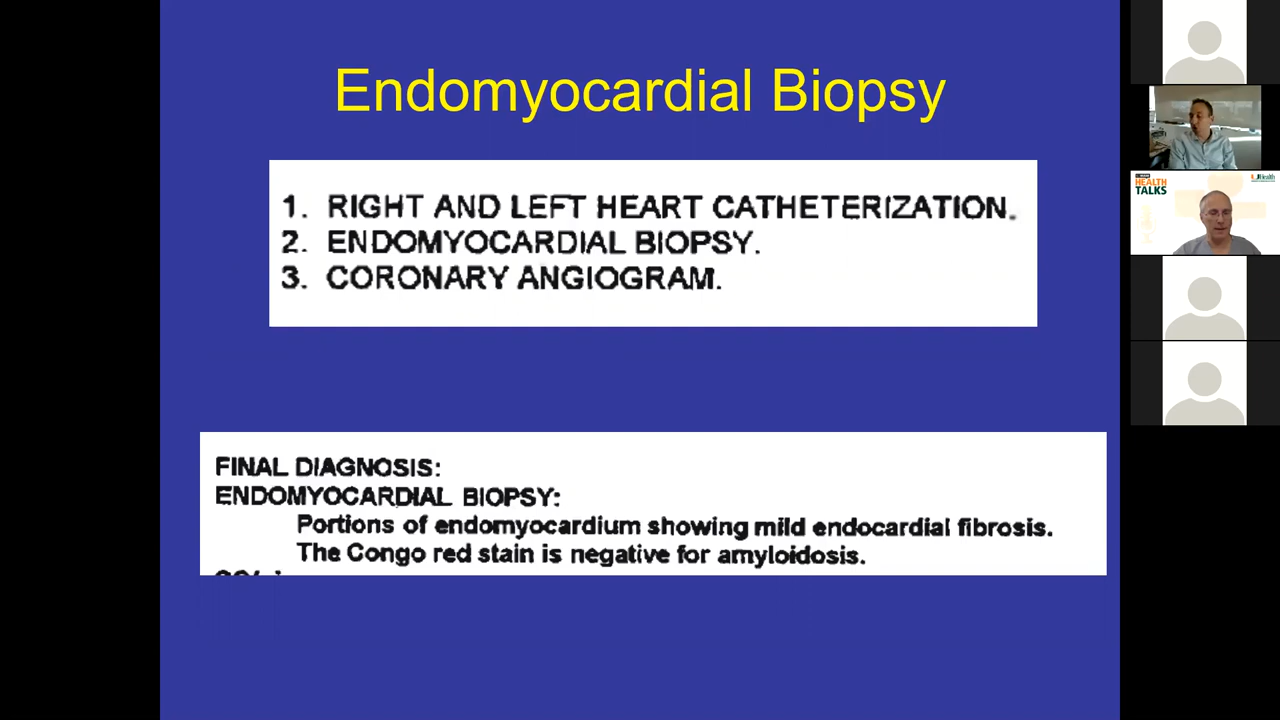 Endomyocardial Biopsy
1. RIGHT AND LEFT HEART CATHETERIZATION.
2. ENDOMYOCARDIAL BIOPSY.
3. CORONARY ANGIOGRAM.
FINAL DIAGNOSIS:
ENDOMYOCARDIAL BIOPSY:
Portions of endomyocardium showing mild endocardial fibrosis.
The Congo red stain is negative for amyloidosis.
HEALTH
TALKS
Health